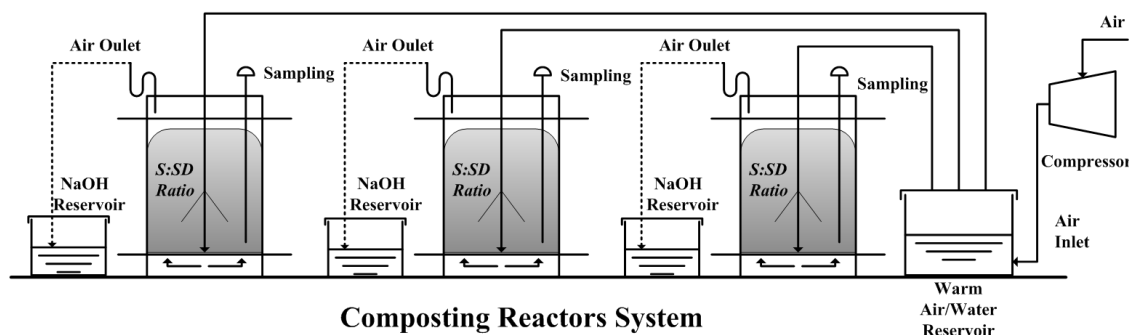 Air Oulet
Sampling
S:SD
Ratio
NaOH
Reservoir
Air Oulet
Sampling
S:SD
Ratio
NaOH
Reservoir
Air Oulet
Sampling
S:SD
Ratio
NaOH
Reservoir
Air
Compressor
Air
Inlet
Warm
Air/Water
Reservoir
Composting Reactors System